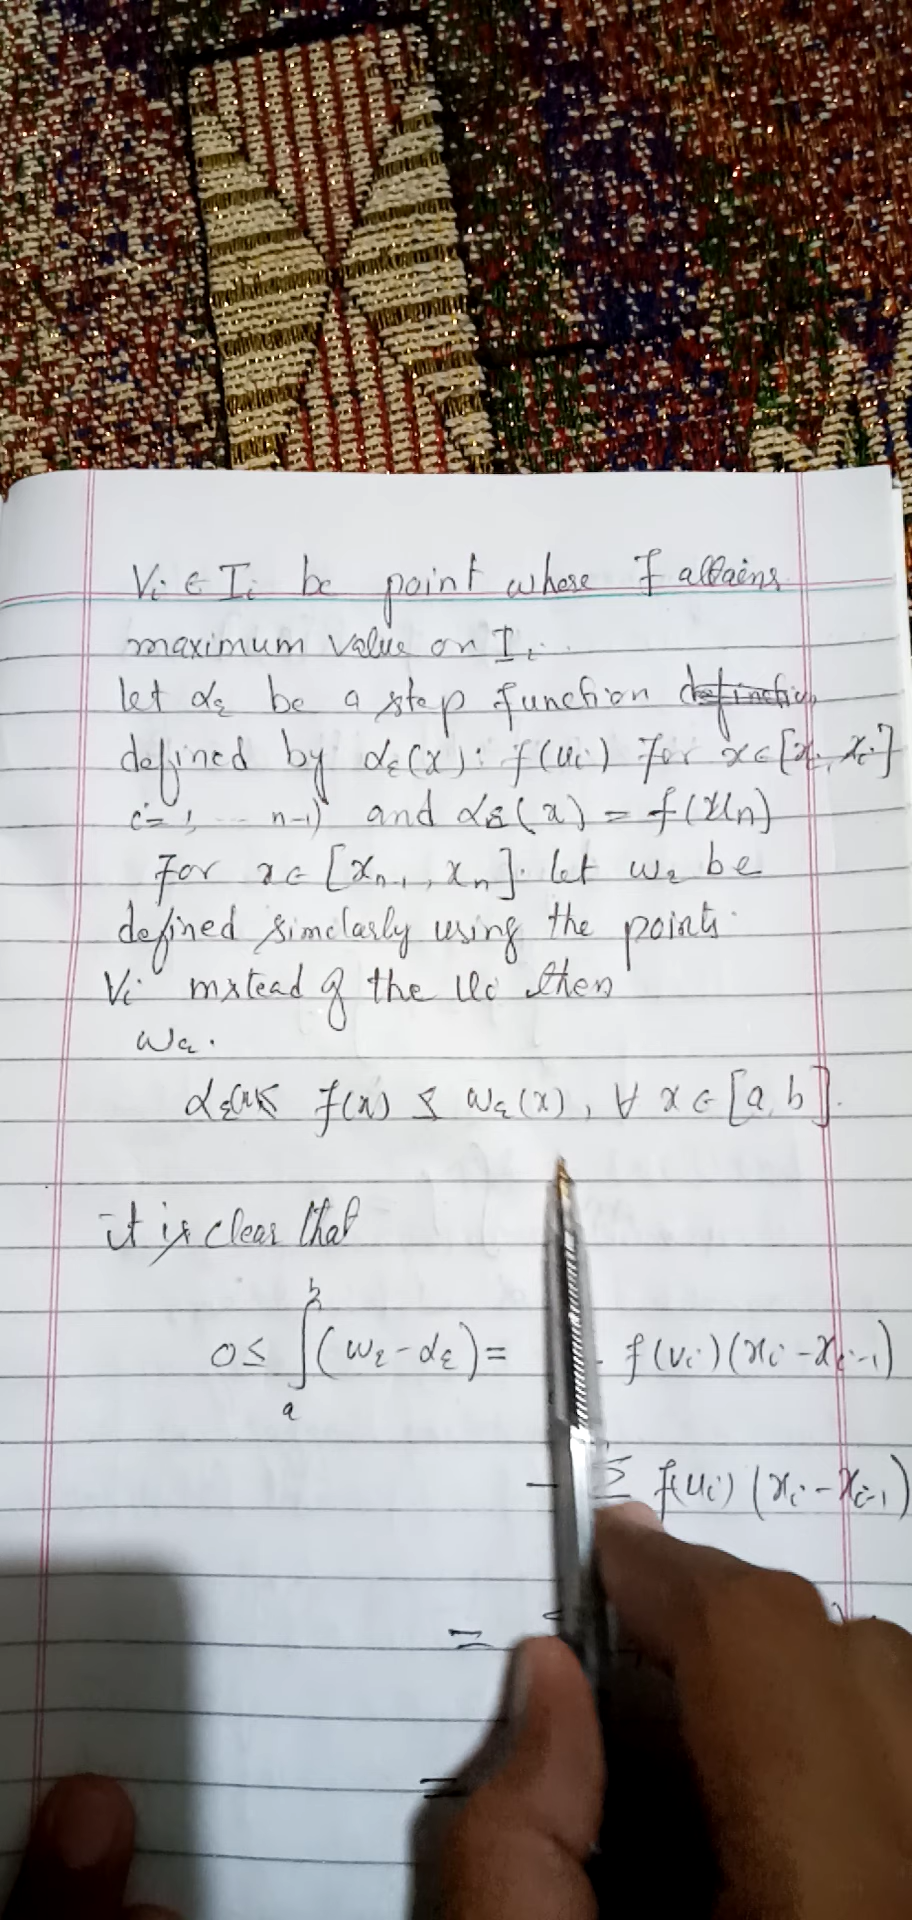 Vi ∈ Ii be point where f attains
maximum value on Ii.
let αε be a step function
defined by αε(x): f(ui) for x∈[xi, xi]
i=1, -- n-1) and αε(x) = f(un)
For x∈ [xn-1, xn]. let wε be
defined similarly using the points
Vi instead of the ui then
wε.
αε(x)≤ f(x) ≤ wε(x), ∀ x∈[a,b].
it is clear that
0≤ ∫ₐᵇ (wε-αε)= f(vi)(xi-xi-1)
- Σ f(ui) (xi-xi-1)
=
=